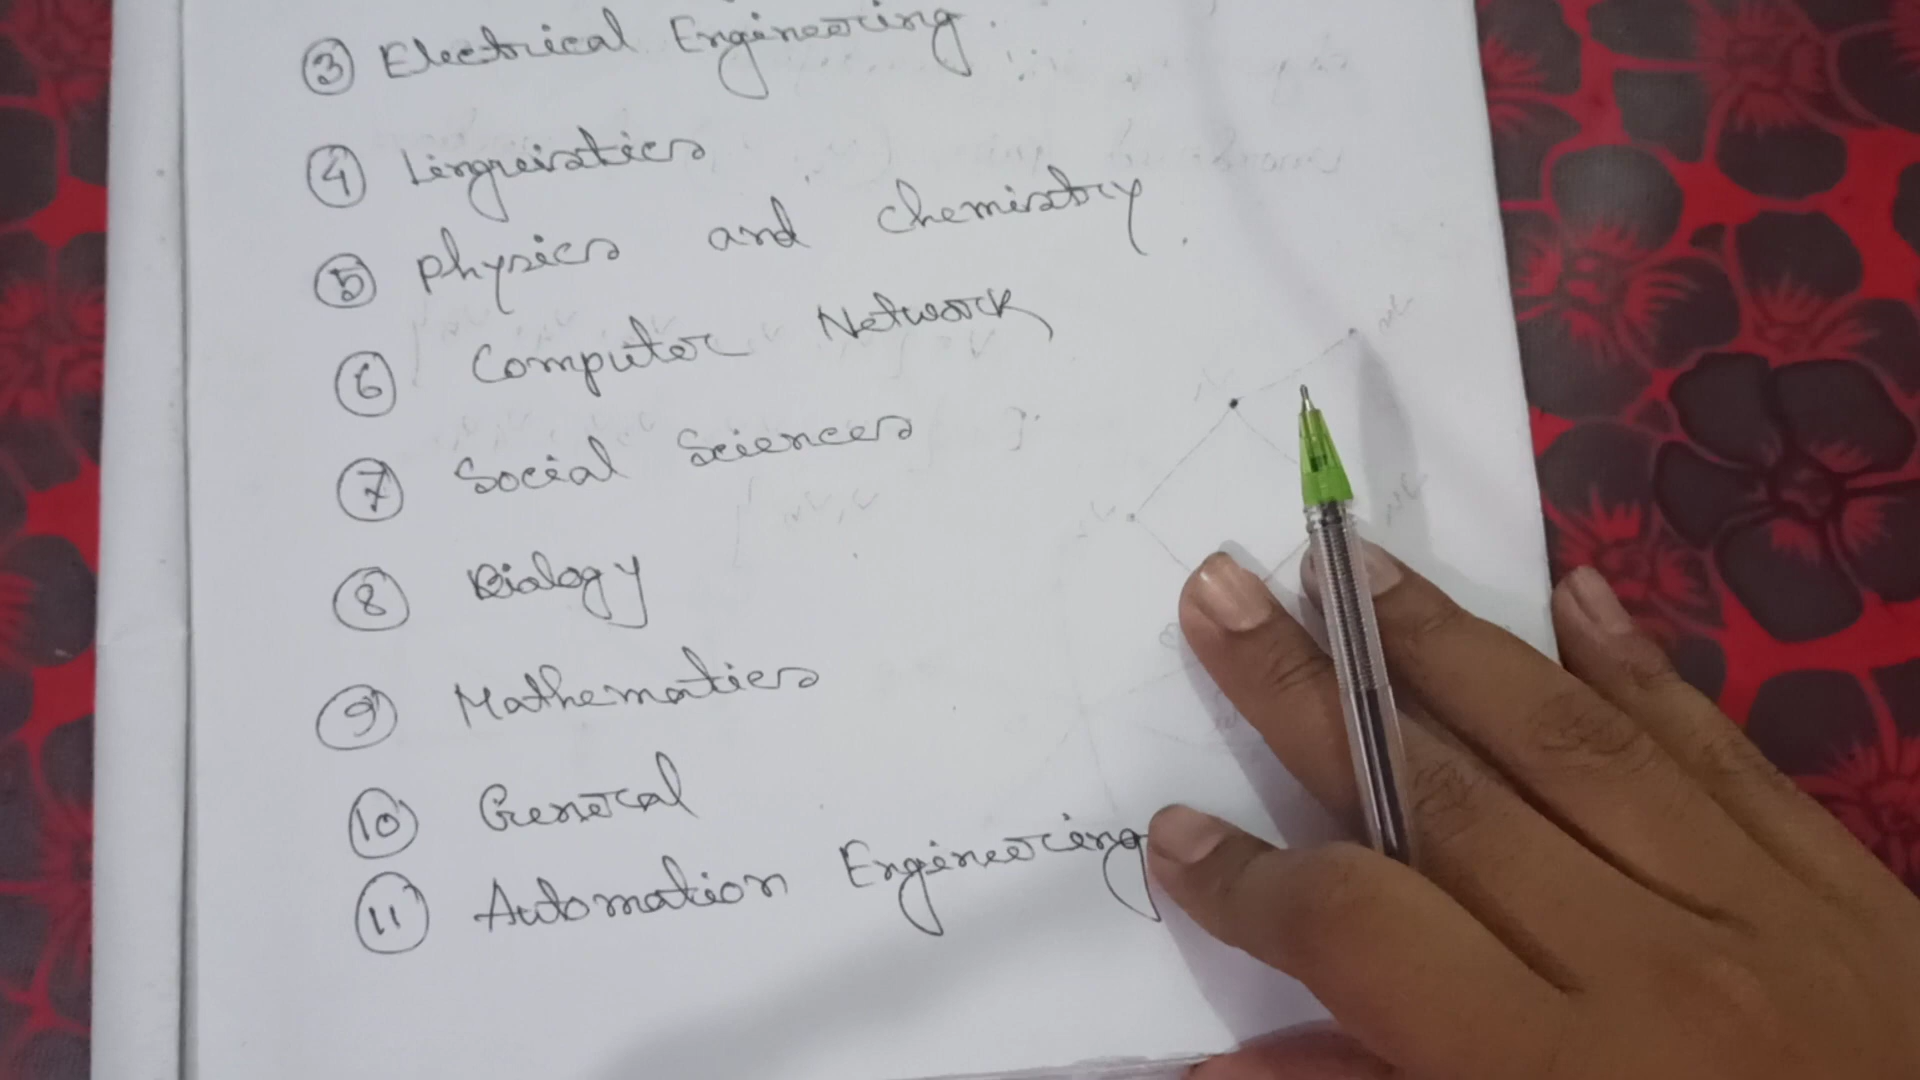 ③ Electrical Engineering.
④ Linguistics
⑤ Physics and chemistry.
⑥ Computer Network
⑦ Social Sciences
⑧ Biology
⑨ Mathematics
⑩ General
⑪ Automation Engineering